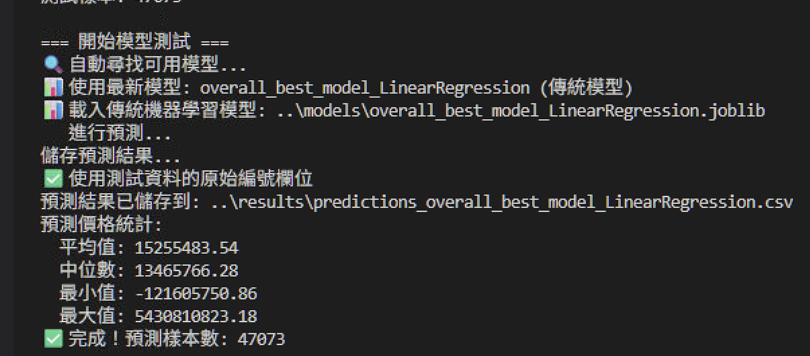 測試樣本: 47073
=== 開始模型測試 ===
🔍 自動尋找可用模型...
📊 使用最新模型: overall_best_model_LinearRegression (傳統模型)
📊 載入傳統機器學習模型: ..\models\overall_best_model_LinearRegression.joblib
進行預測...
儲存預測結果...
✅ 使用測試資料的原始編號欄位
預測結果已儲存到: ..\results\predictions_overall_best_model_LinearRegression.csv
預測價格統計:
平均值: 15255483.54
中位數: 13465766.28
最小值: -121605750.86
最大值: 5430810823.18
✅ 完成！預測樣本數: 47073